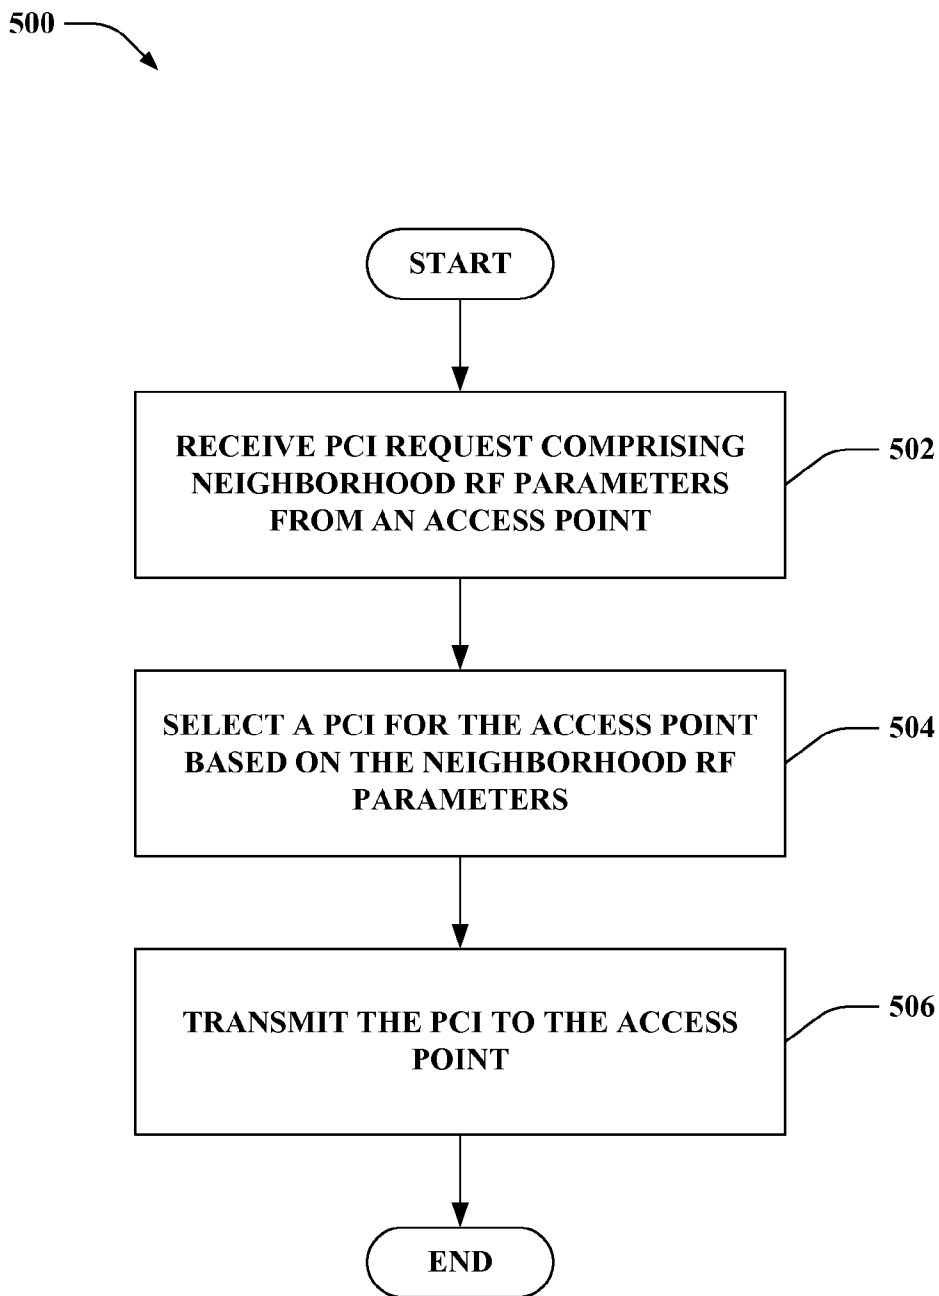 500
START
RECEIVE PCI REQUEST COMPRISING
NEIGHBORHOOD RF PARAMETERS
FROM AN ACCESS POINT
502
SELECT A PCI FOR THE ACCESS POINT
BASED ON THE NEIGHBORHOOD RF
PARAMETERS
504
TRANSMIT THE PCI TO THE ACCESS
POINT
506
END